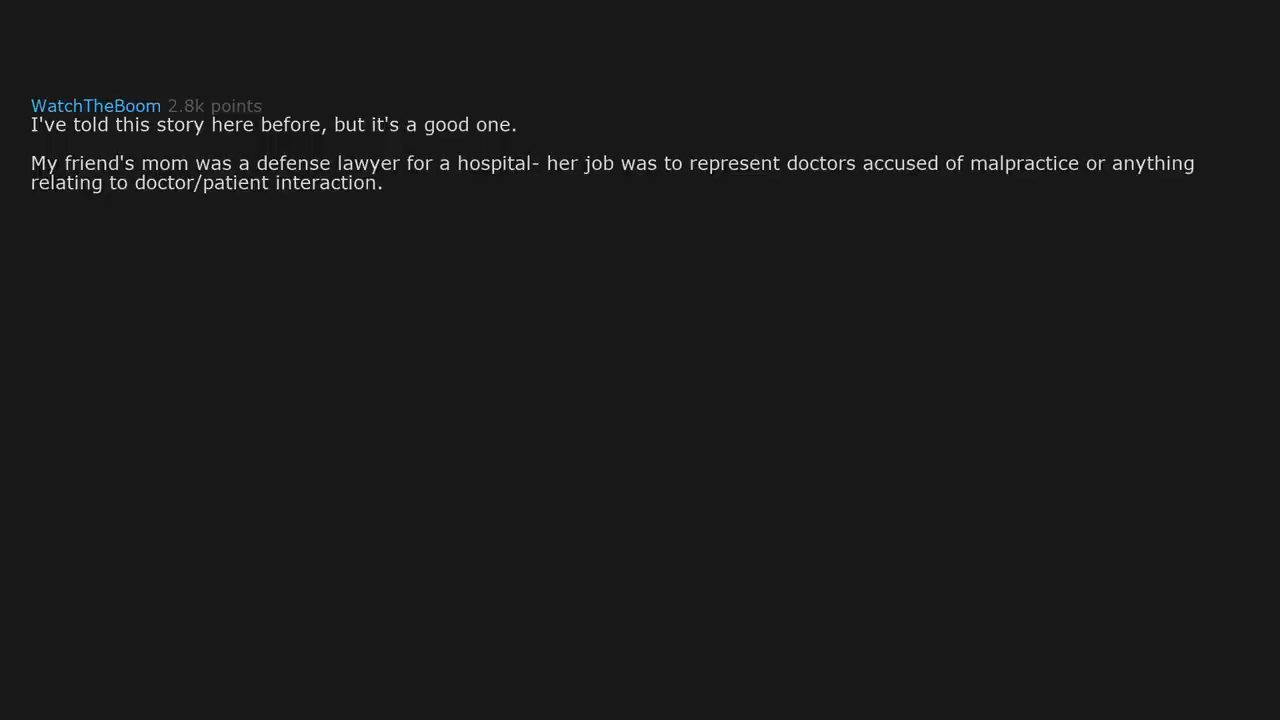 WatchTheBoom 2.8k points
I've told this story here before, but it's a good one.
My friend's mom was a defense lawyer for a hospital- her job was to represent doctors accused of malpractice or anything
relating to doctor/patient interaction.